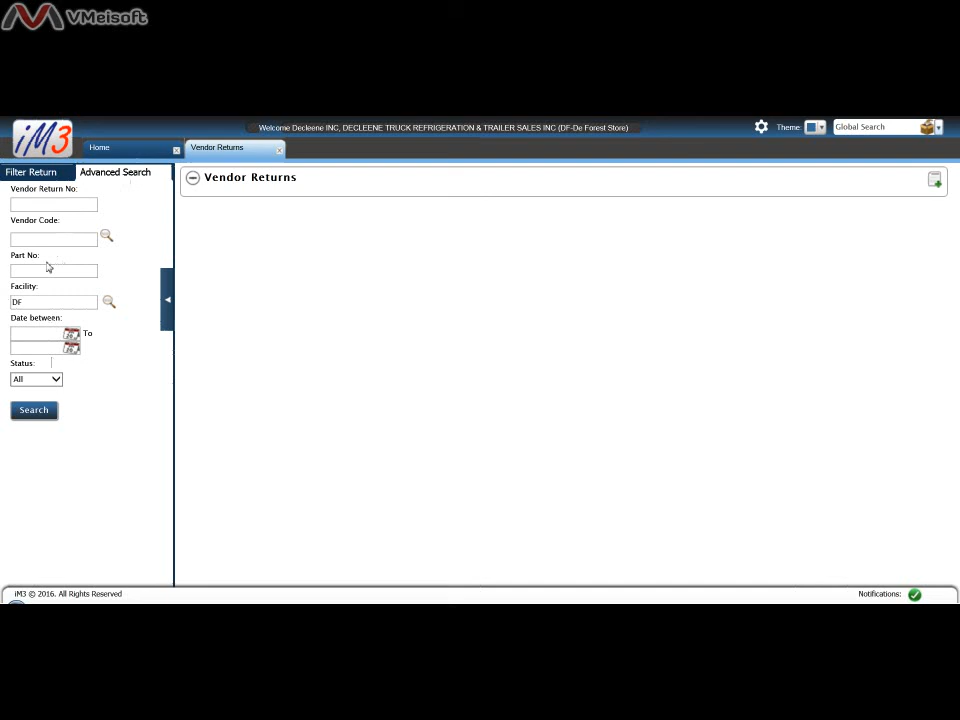 VMeisoft
iM3
Welcome Decleene INC, DECLEENE TRUCK REFRIGERATION & TRAILER SALES INC (DF-De Forest Store)
Theme:
Global Search
Home
Vendor Returns
Filter Return
Advanced Search
Vendor Returns
Vendor Return No:
Vendor Code:
Part No:
Facility:
DF
Date between:
To
Status:
All
Search
iM3 © 2016. All Rights Reserved
Notifications: